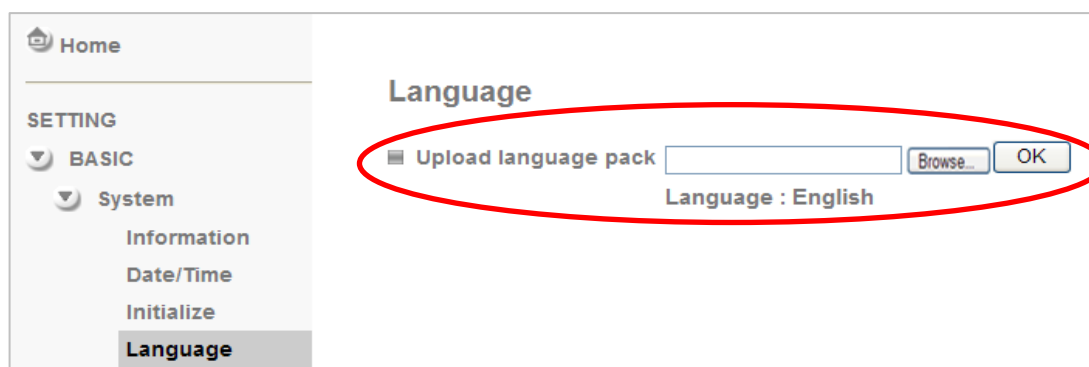 Home
SETTING
BASIC
System
Information
Date/Time
Initialize
Language
Language
Upload language pack Browse... OK
Language : English